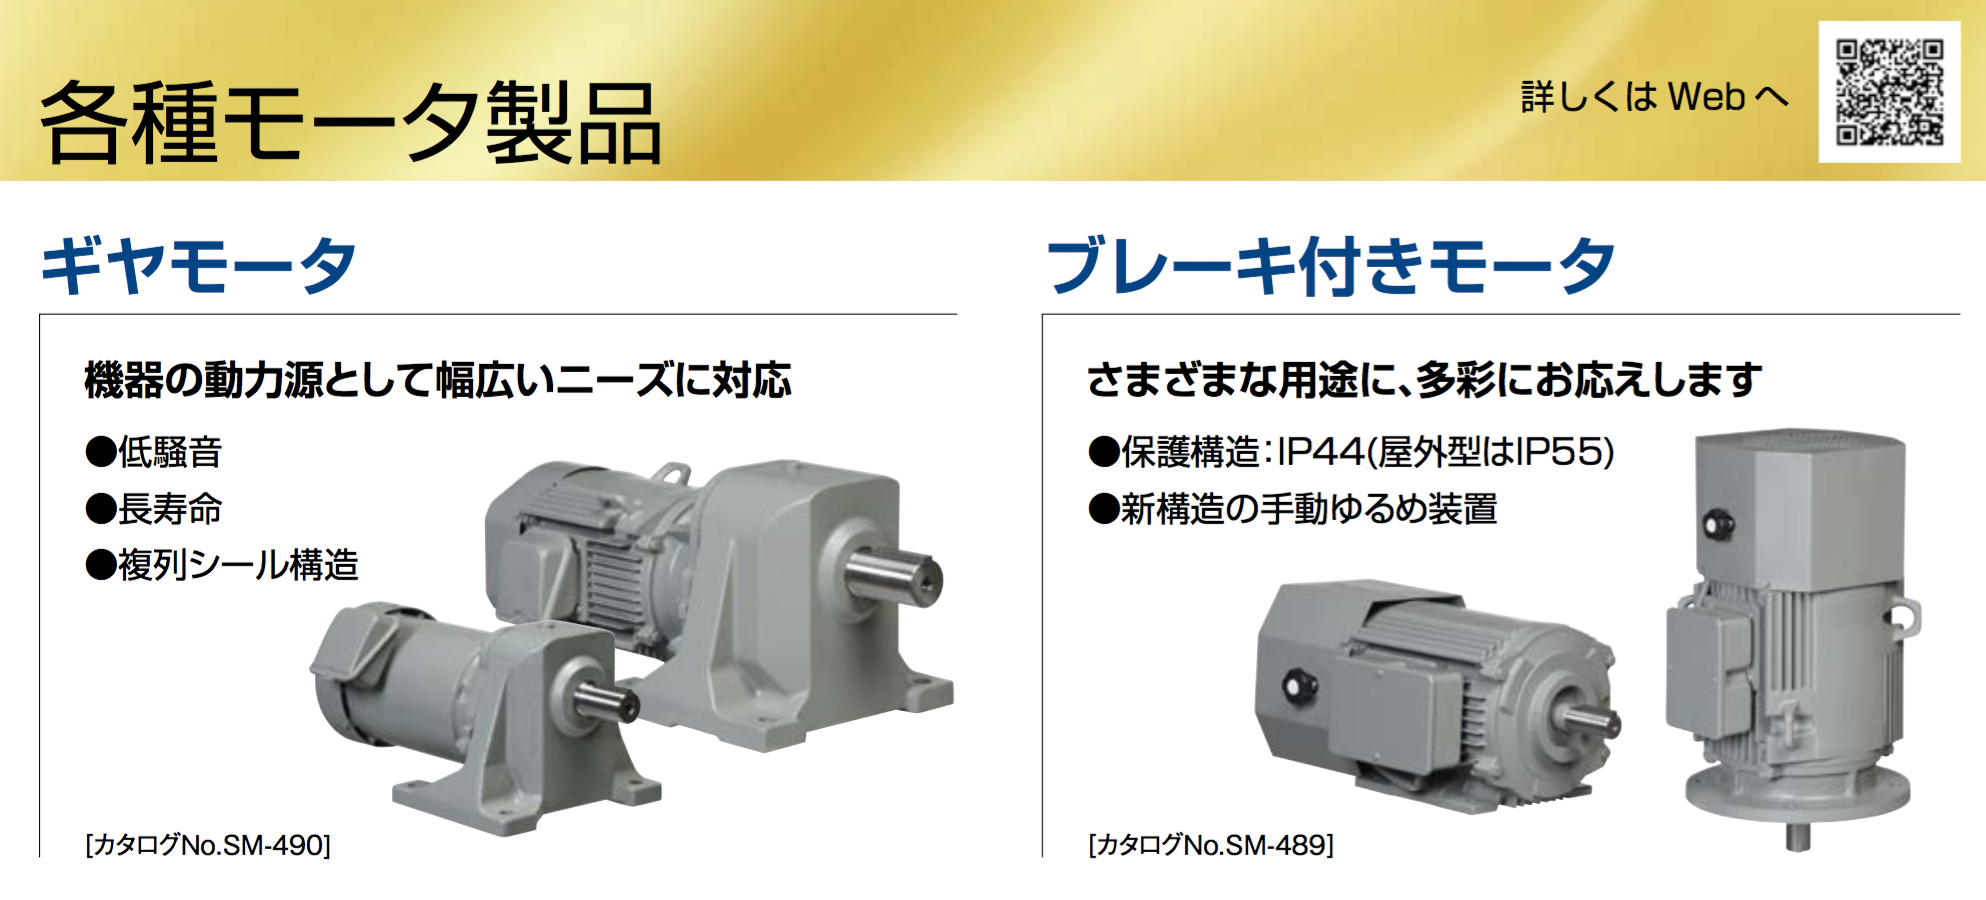 各種モータ製品
詳しくは Web へ
ギヤモータ
機器の動力源として幅広いニーズに対応
●低騒音
●長寿命
●複列シール構造
[カタログNo.SM-490]
ブレーキ付きモータ
さまざまな用途に、多彩にお応えします
●保護構造：IP44(屋外型はIP55)
●新構造の手動ゆるめ装置
[カタログNo.SM-489]